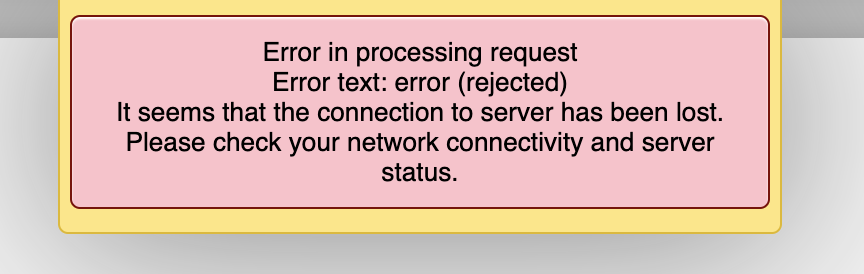 Error in processing request
Error text: error (rejected)
It seems that the connection to server has been lost.
Please check your network connectivity and server
status.